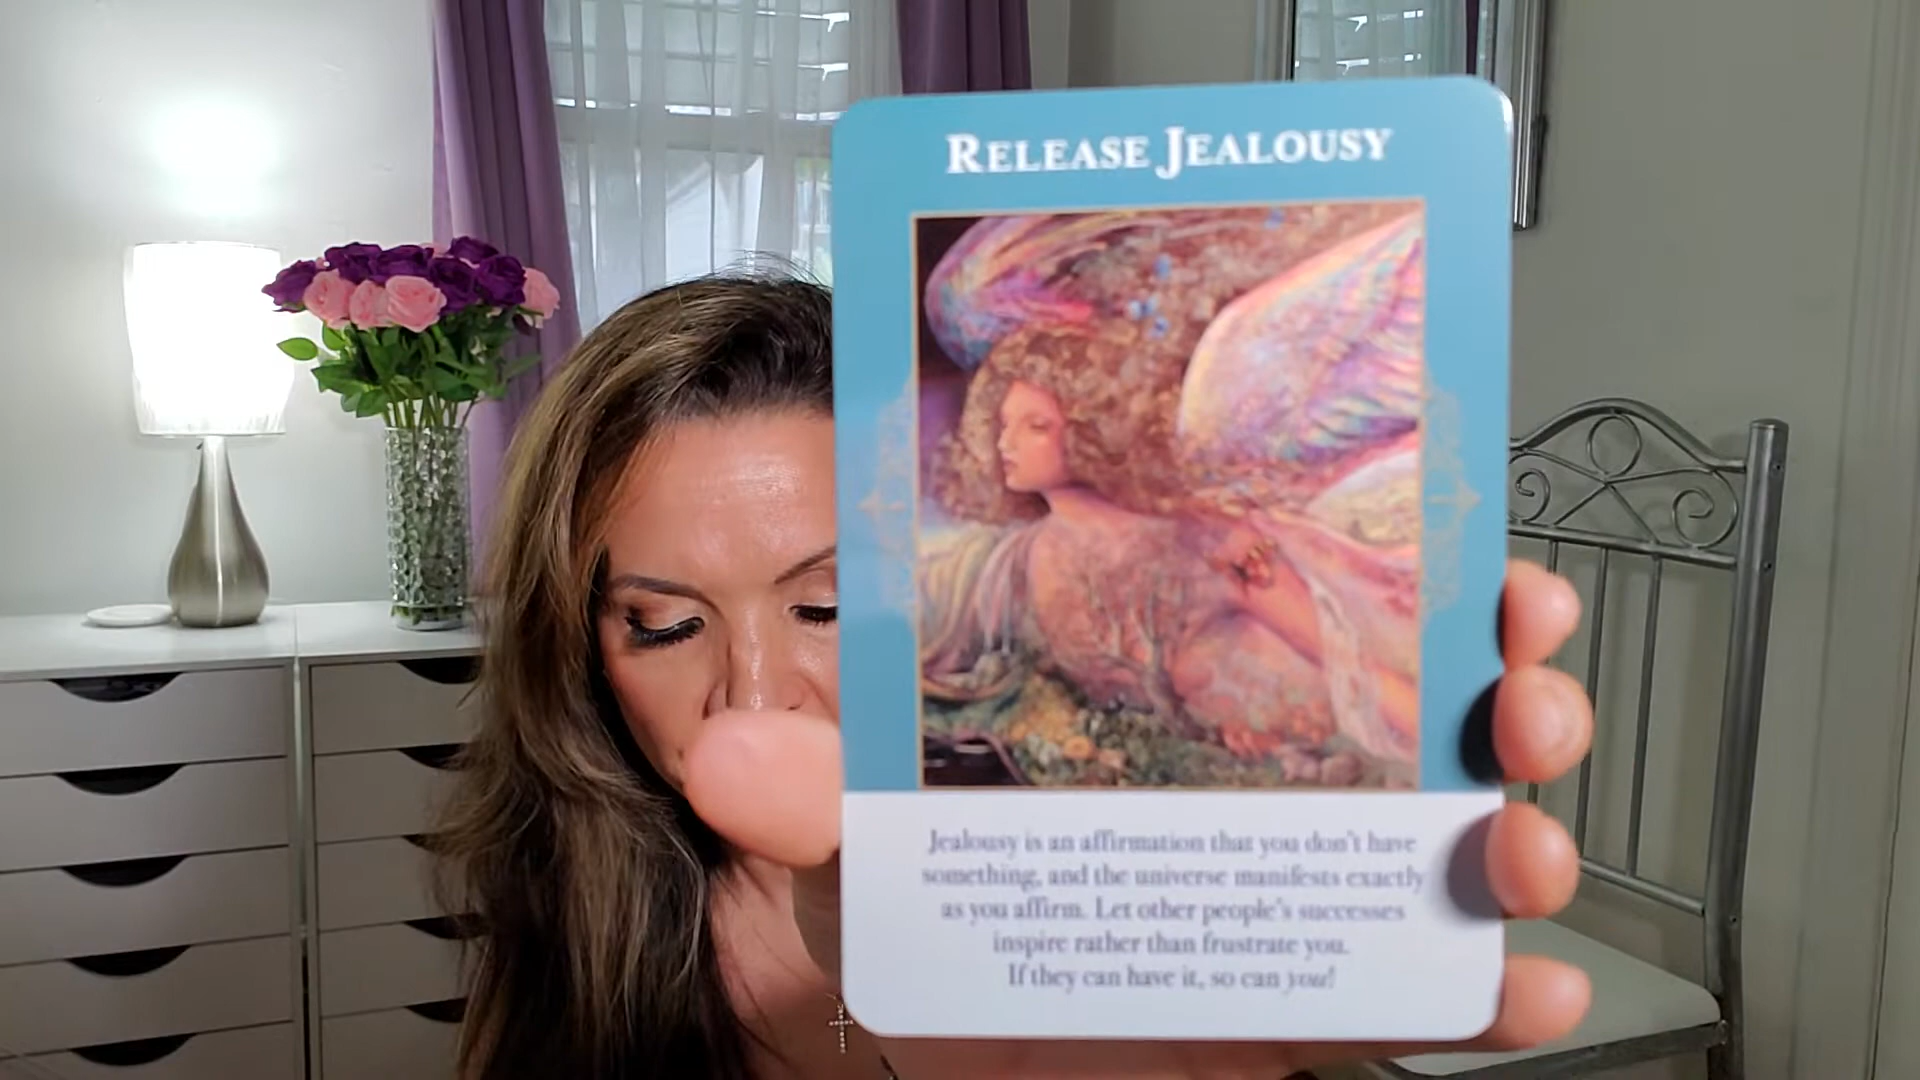 RELEASE JEALOUSY
Jealousy is an affirmation that you don't have
something, and the universe manifests exactly
as you affirm. Let other people's successes
inspire rather than frustrate you.
If they can have it, so can you!